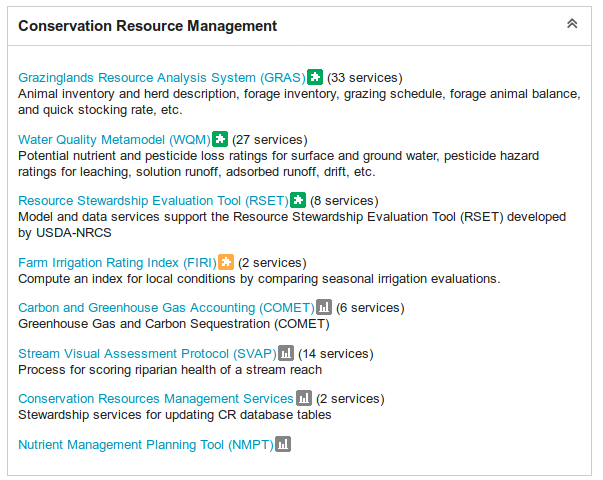 Conservation Resource Management
Grazinglands Resource Analysis System (GRAS) (33 services)
Animal inventory and herd description, forage inventory, grazing schedule, forage animal balance,
and quick stocking rate, etc.
Water Quality Metamodel (WQM) (27 services)
Potential nutrient and pesticide loss ratings for surface and ground water, pesticide hazard
ratings for leaching, solution runoff, adsorbed runoff, drift, etc.
Resource Stewardship Evaluation Tool (RSET) (8 services)
Model and data services support the Resource Stewardship Evaluation Tool (RSET) developed
by USDA-NRCS
Farm Irrigation Rating Index (FIRI) (2 services)
Compute an index for local conditions by comparing seasonal irrigation evaluations.
Carbon and Greenhouse Gas Accounting (COMET) (6 services)
Greenhouse Gas and Carbon Sequestration (COMET)
Stream Visual Assessment Protocol (SVAP) (14 services)
Process for scoring riparian health of a stream reach
Conservation Resources Management Services (2 services)
Stewardship services for updating CR database tables
Nutrient Management Planning Tool (NMPT)